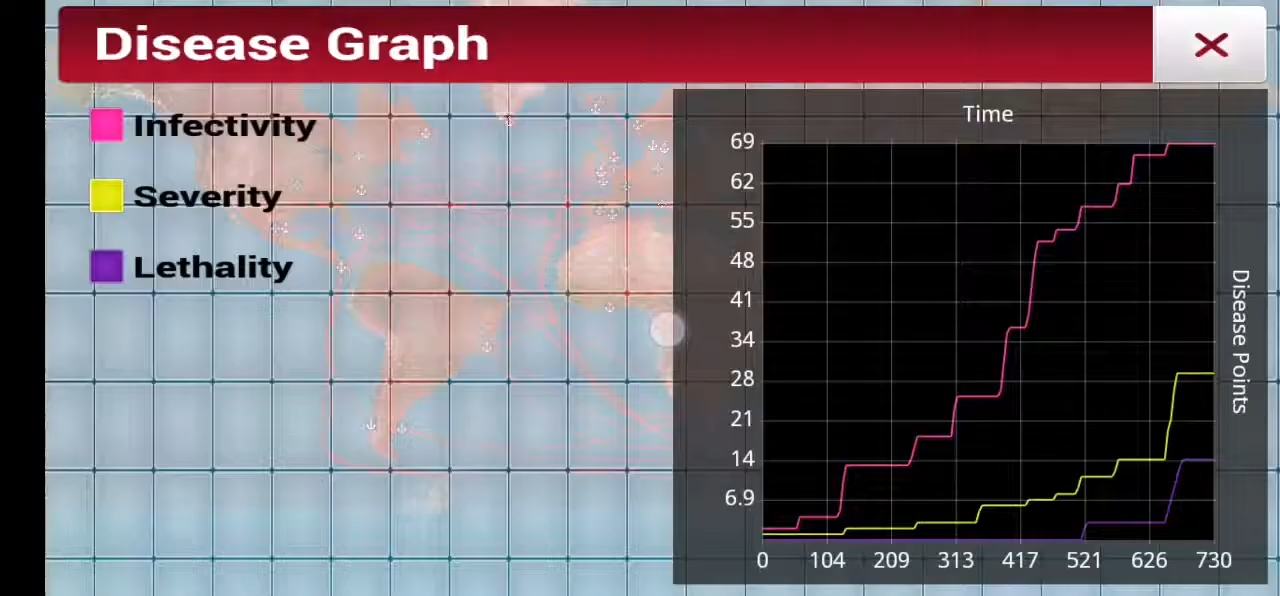 Disease Graph
Infectivity
Severity
Lethality
Time
69
62
55
48
41
34
28
21
14
6.9
0 104 209 313 417 521 626 730
Disease Points